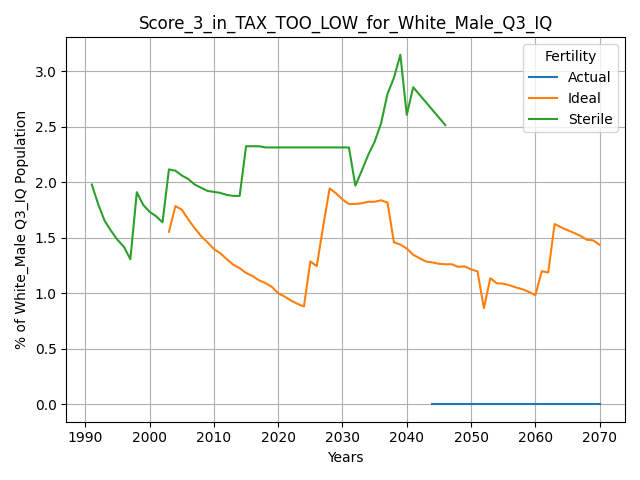 Score_3_in_TAX_TOO_LOW_for_White_Male_Q3_IQ
Fertility
Actual
Ideal
Sterile
% of White_Male Q3_IQ Population
3.0
2.5
2.0
1.5
1.0
0.5
0.0
1990 2000 2010 2020 2030 2040 2050 2060 2070
Years